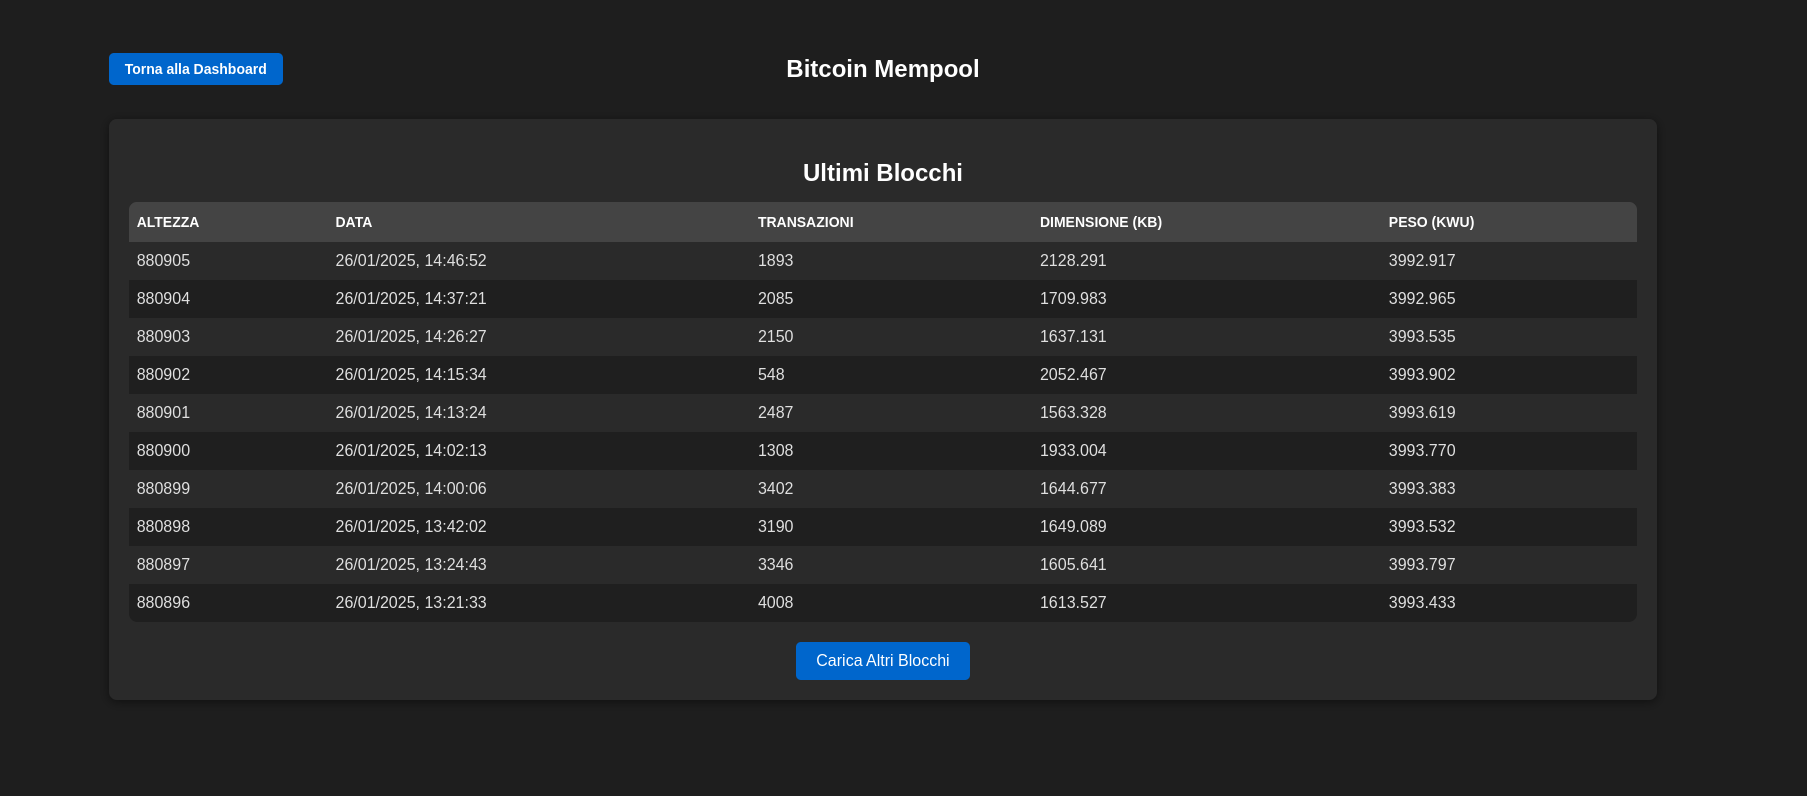 Torna alla Dashboard
Bitcoin Mempool
Ultimi Blocchi
ALTEZZA DATA TRANSAZIONI DIMENSIONE (KB) PESO (KWU)
880905 26/01/2025, 14:46:52 1893 2128.291 3992.917
880904 26/01/2025, 14:37:21 2085 1709.983 3992.965
880903 26/01/2025, 14:26:27 2150 1637.131 3993.535
880902 26/01/2025, 14:15:34 548 2052.467 3993.902
880901 26/01/2025, 14:13:24 2487 1563.328 3993.619
880900 26/01/2025, 14:02:13 1308 1933.004 3993.770
880899 26/01/2025, 14:00:06 3402 1644.677 3993.383
880898 26/01/2025, 13:42:02 3190 1649.089 3993.532
880897 26/01/2025, 13:24:43 3346 1605.641 3993.797
880896 26/01/2025, 13:21:33 4008 1613.527 3993.433
Carica Altri Blocchi